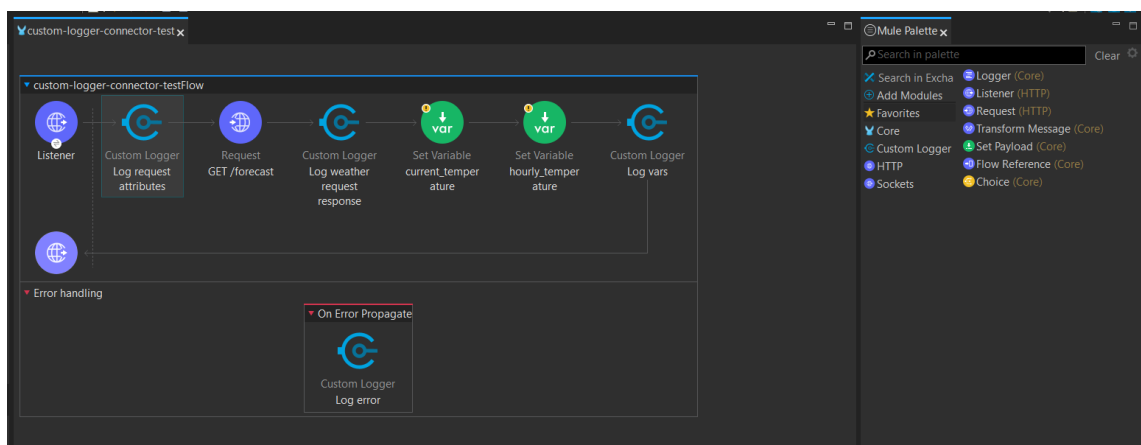 custom-logger-connector-test
custom-logger-connector-testFlow
Listener
Custom Logger
Log request
attributes
Request
GET /forecast
Custom Logger
Log weather
request
response
var
Set Variable
current_temper
ature
var
Set Variable
hourly_temper
ature
Custom Logger
Log vars
Error handling
On Error Propagate
Custom Logger
Log error
Mule Palette
Search in palette
Clear
Search in Excha
Add Modules
Favorites
Core
Custom Logger
HTTP
Sockets
Logger (Core)
Listener (HTTP)
Request (HTTP)
Transform Message (Core)
Set Payload (Core)
Flow Reference (Core)
Choice (Core)